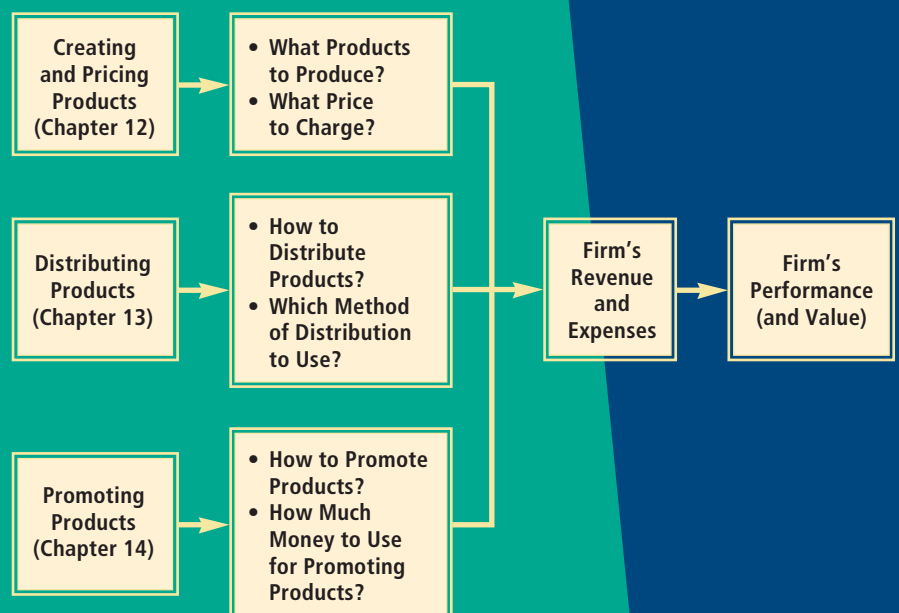 Creating
and Pricing
Products
(Chapter 12)
• What Products
to Produce?
• What Price
to Charge?
Distributing
Products
(Chapter 13)
• How to
Distribute
Products?
• Which Method
of Distribution
to Use?
Promoting
Products
(Chapter 14)
• How to Promote
Products?
• How Much
Money to Use
for Promoting
Products?
Firm's
Revenue
and
Expenses
Firm's
Performance
(and Value)